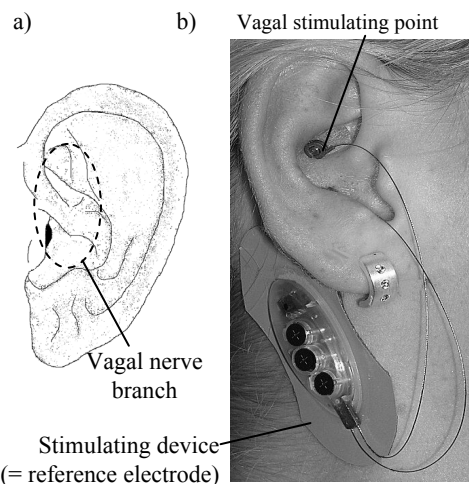 a)
b)
Vagal stimulating point
Vagal nerve
branch
Stimulating device
(= reference electrode)